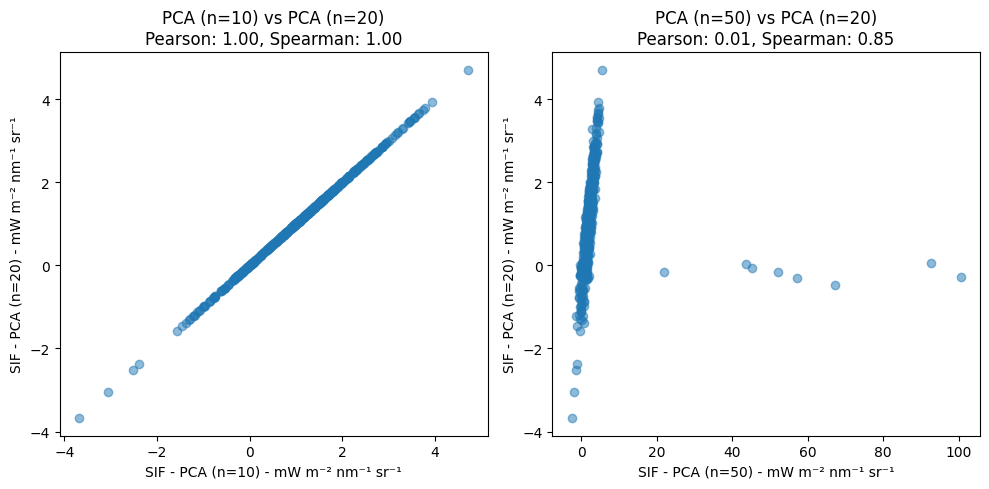 PCA (n=10) vs PCA (n=20)
Pearson: 1.00, Spearman: 1.00
4
2
0
−2
−4
SIF - PCA (n=20) - mW m⁻² nm⁻¹ sr⁻¹
−4
−2
0
2
4
SIF - PCA (n=10) - mW m⁻² nm⁻¹ sr⁻¹
PCA (n=50) vs PCA (n=20)
Pearson: 0.01, Spearman: 0.85
4
2
0
−2
−4
SIF - PCA (n=20) - mW m⁻² nm⁻¹ sr⁻¹
0
20
40
60
80
100
SIF - PCA (n=50) - mW m⁻² nm⁻¹ sr⁻¹